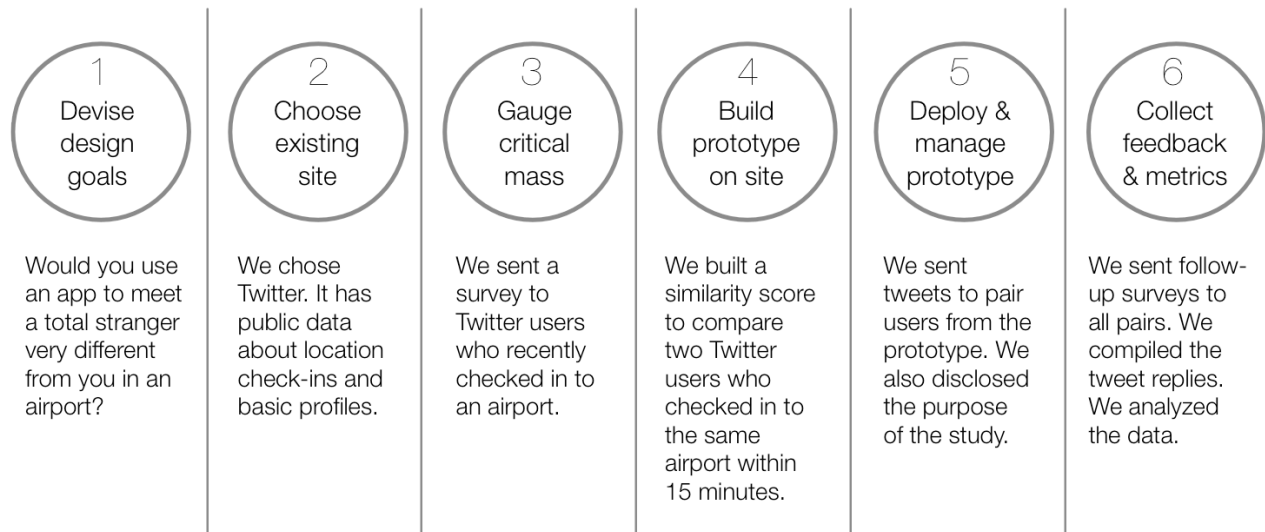 1
Devise
design
goals
Would you use
an app to meet
a total stranger
very different
from you in an
airport?
2
Choose
existing
site
We chose
Twitter. It has
public data
about location
check-ins and
basic profiles.
3
Gauge
critical
mass
We sent a
survey to
Twitter users
who recently
checked in to
an airport.
4
Build
prototype
on site
We built a
similarity score
to compare
two Twitter
users who
checked in to
the same
airport within
15 minutes.
5
Deploy &
manage
prototype
We sent
tweets to pair
users from the
prototype. We
also disclosed
the purpose
of the study.
6
Collect
feedback
& metrics
We sent follow-
up surveys to
all pairs. We
compiled the
tweet replies.
We analyzed
the data.